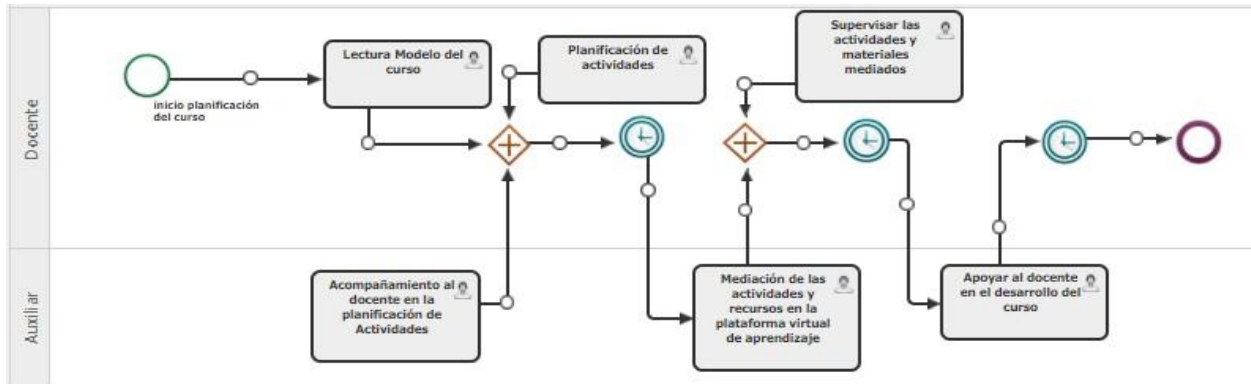 Docente
inicio planificación
del curso
Lectura Modelo del
curso
Planificación de
actividades
Supervisar las
actividades y
materiales
mediados
Auxiliar
Acompañamiento al
docente en la
planificación de
Actividades
Mediación de las
actividades y
recursos en la
plataforma virtual
de aprendizaje
Apoyar al docente
en el desarrollo del
curso